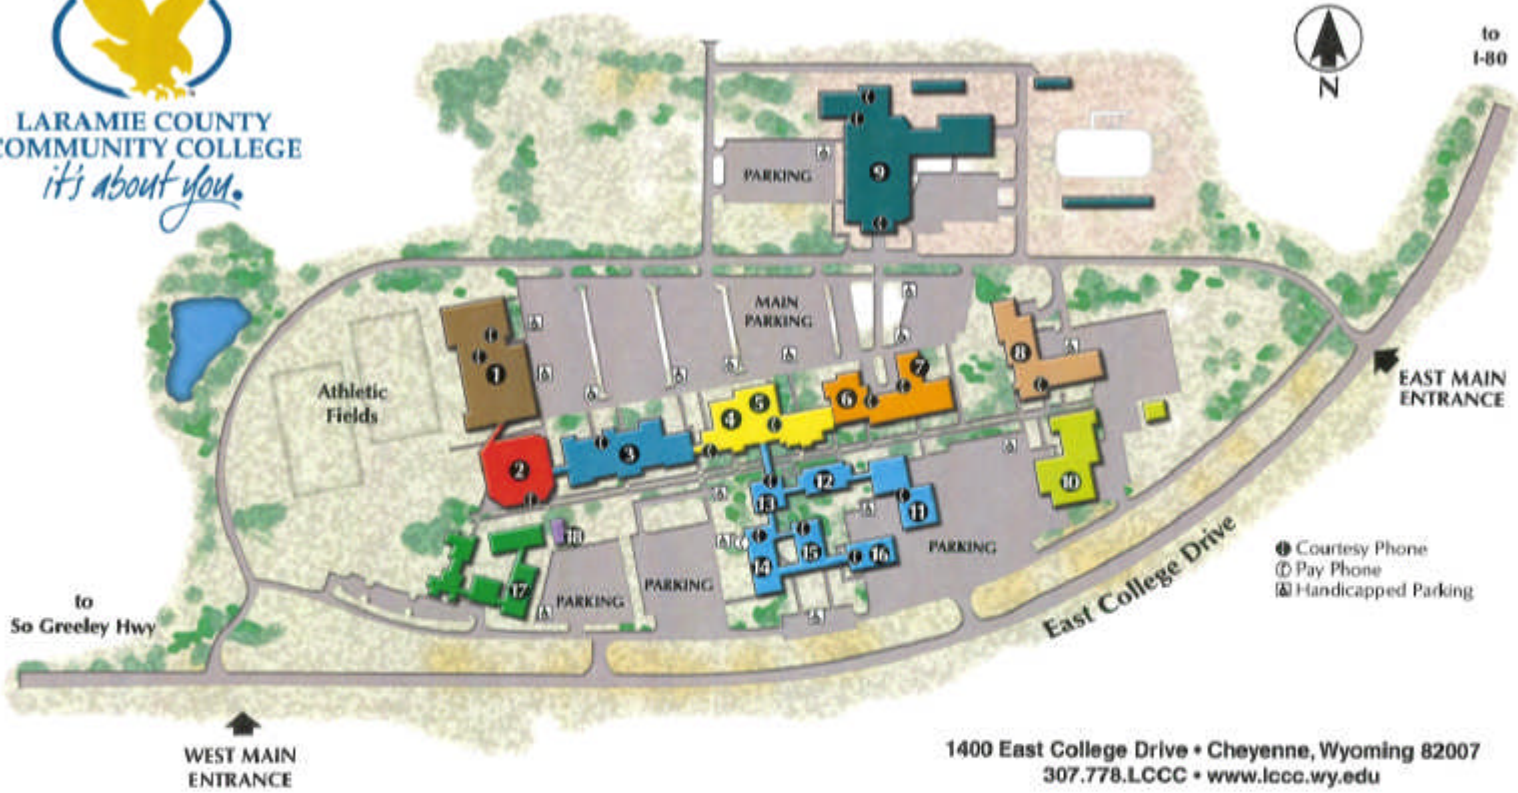 LARAMIE COUNTY
COMMUNITY COLLEGE
it's about you.
N
to
I-80
PARKING
9
MAIN
PARKING
1
Athletic
Fields
8
7
6
5
4
3
2
EAST MAIN
ENTRANCE
10
12
13
11
18
15
16
14
17
PARKING
PARKING
PARKING
East College Drive
Courtesy Phone
Pay Phone
Handicapped Parking
to
So Greeley Hwy
WEST MAIN
ENTRANCE
1400 East College Drive • Cheyenne, Wyoming 82007
307.778.LCCC • www.lccc.wy.edu